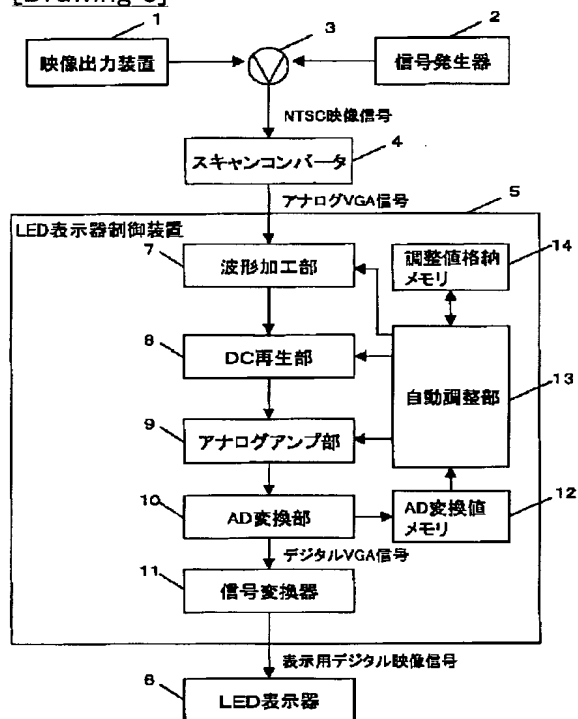 [Drawing 6]
1
2
3
映像出力装置
信号発生器
NTSC映像信号
4
スキャンコンバータ
アナログVGA信号
5
LED表示器制御装置
7
波形加工部
調整値格納
メモリ
14
8
DC再生部
自動調整部
13
9
アナログアンプ部
10
AD変換部
AD変換値
メモリ
12
デジタルVGA信号
11
信号変換器
表示用デジタル映像信号
6
LED表示器